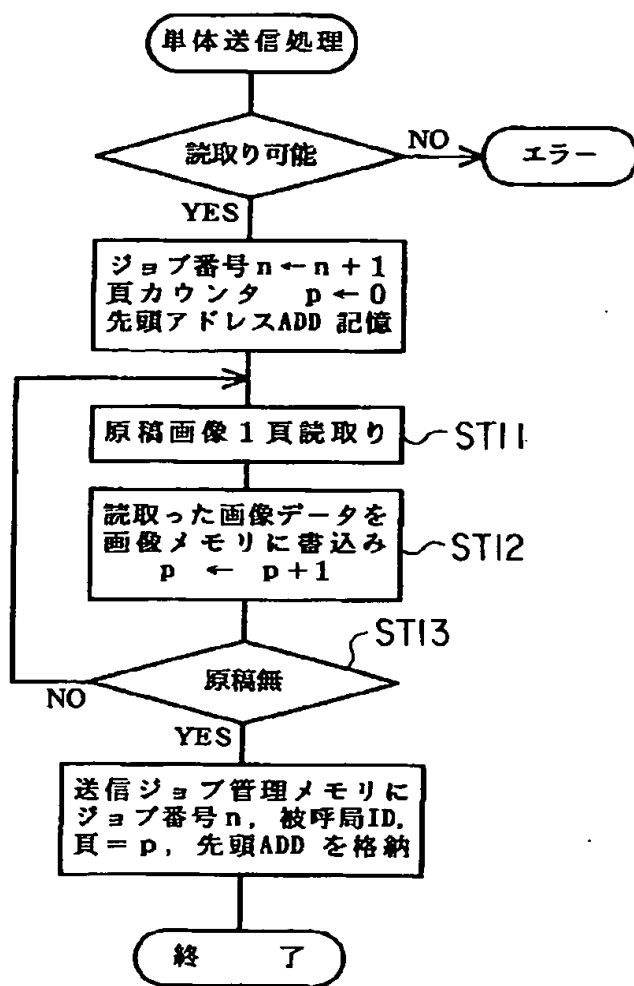 単体送信処理
読取り可能
NO
エラー
YES
ジョブ番号n←n+1
頁カウンタ p←0
先頭アドレスADD 記憶
原稿画像1頁読取り
ST11
読取った画像データを
画像メモリに書込み
p ← p+1
ST12
ST13
原稿無
NO
YES
送信ジョブ管理メモリに
ジョブ番号n, 被呼局ID,
頁=p, 先頭ADD を格納
終 了